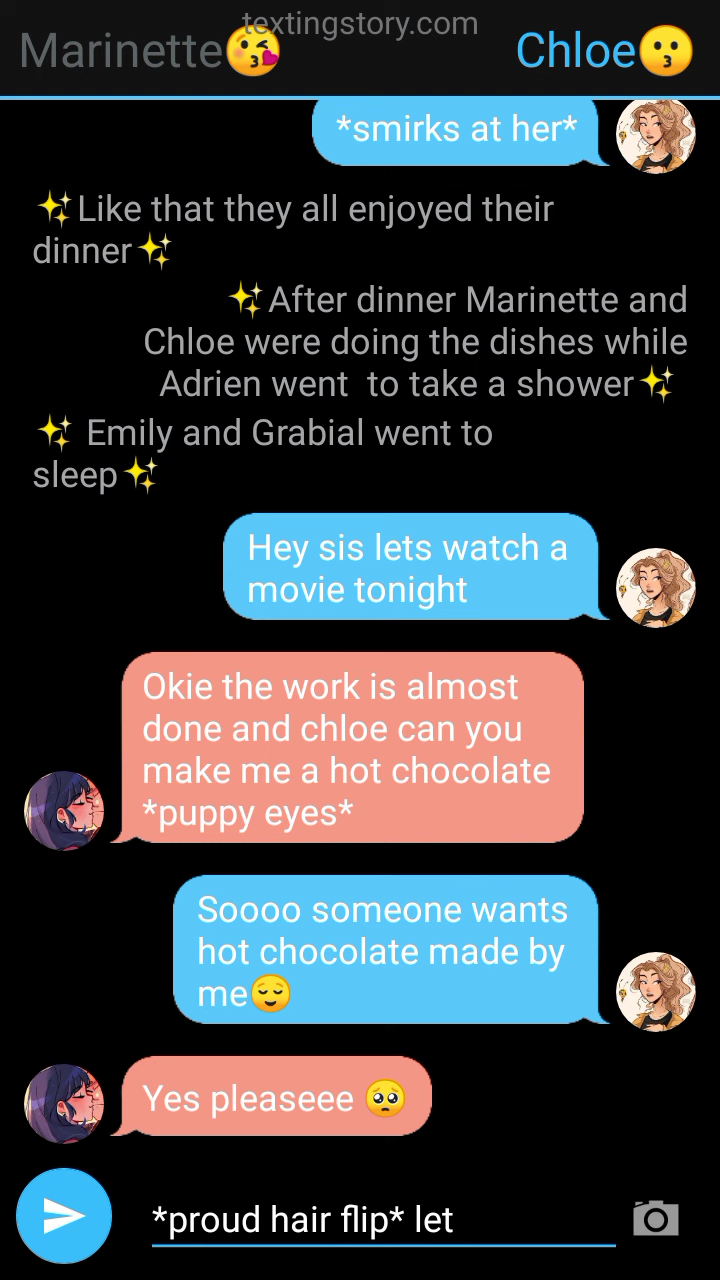 textingstory.com
Marinette😘 Chloe😗
*smirks at her*
✨Like that they all enjoyed their
dinner✨
✨After dinner Marinette and
Chloe were doing the dishes while
Adrien went to take a shower✨
✨ Emily and Grabial went to
sleep✨
Hey sis lets watch a
movie tonight
Okie the work is almost
done and chloe can you
make me a hot chocolate
*puppy eyes*
Soooo someone wants
hot chocolate made by
me😌
Yes pleaseee 🥺
*proud hair flip* let